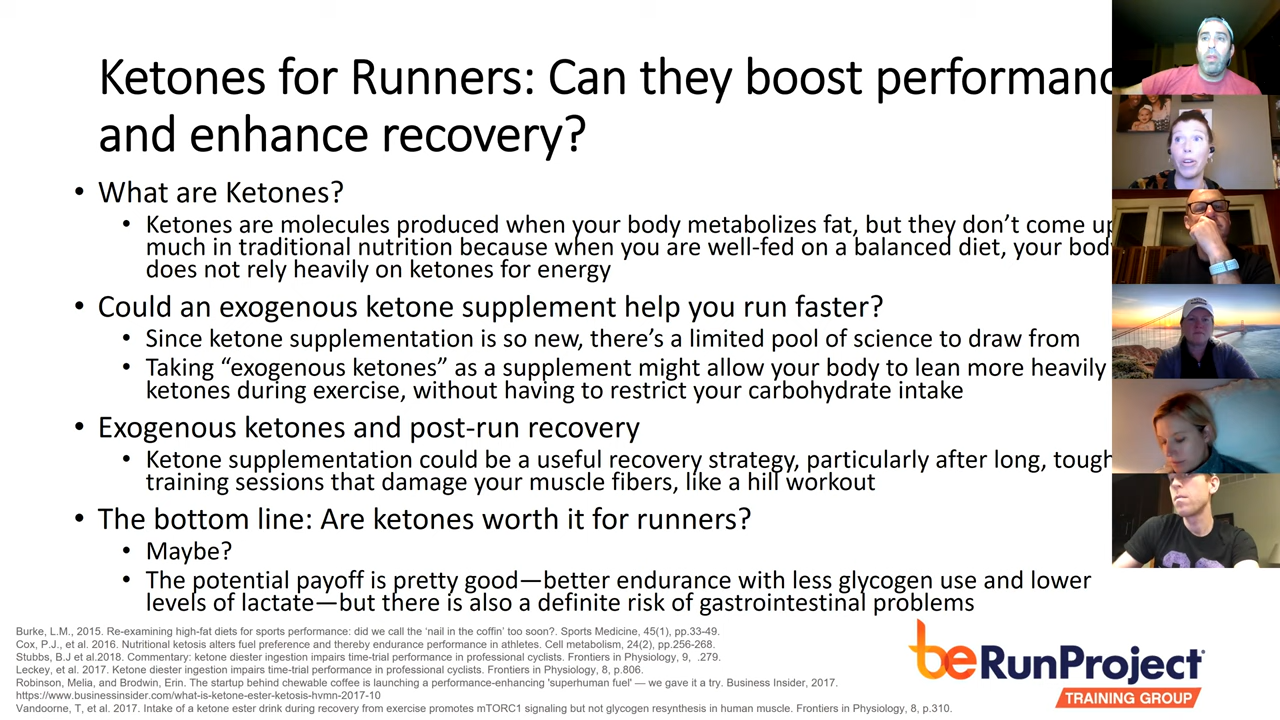 Ketones for Runners: Can they boost performanc
and enhance recovery?
• What are Ketones?
• Ketones are molecules produced when your body metabolizes fat, but they don’t come up
much in traditional nutrition because when you are well-fed on a balanced diet, your body
does not rely heavily on ketones for energy
• Could an exogenous ketone supplement help you run faster?
• Since ketone supplementation is so new, there’s a limited pool of science to draw from
• Taking “exogenous ketones” as a supplement might allow your body to lean more heavily
ketones during exercise, without having to restrict your carbohydrate intake
• Exogenous ketones and post-run recovery
• Ketone supplementation could be a useful recovery strategy, particularly after long, tough
training sessions that damage your muscle fibers, like a hill workout
• The bottom line: Are ketones worth it for runners?
• Maybe?
• The potential payoff is pretty good—better endurance with less glycogen use and lower
levels of lactate—but there is also a definite risk of gastrointestinal problems
Burke, L.M., 2015. Re-examining high-fat diets for sports performance: did we call the ‘nail in the coffin’ too soon?. Sports Medicine, 45(1), pp.33-49.
Cox, P.J., et al. 2016. Nutritional ketosis alters fuel preference and thereby endurance performance in athletes. Cell metabolism, 24(2), pp.256-268.
Stubbs, B.J et al.2018. Commentary: ketone diester ingestion impairs time-trial performance in professional cyclists. Frontiers in Physiology, 9, .279.
Leckey, et al. 2017. Ketone diester ingestion impairs time-trial performance in professional cyclists. Frontiers in Physiology, 8, p.806.
Robinson, Melia, and Brodwin, Erin. The startup behind chewable coffee is launching a performance-enhancing 'superhuman fuel' — we gave it a try. Business Insider, 2017.
https://www.businessinsider.com/what-is-ketone-ester-ketosis-hvmn-2017-10
Vandoorne, T, et al. 2017. Intake of a ketone ester drink during recovery from exercise promotes mTORC1 signaling but not glycogen resynthesis in human muscle. Frontiers in Physiology, 8, p.310.
beRunProject®
TRAINING GROUP